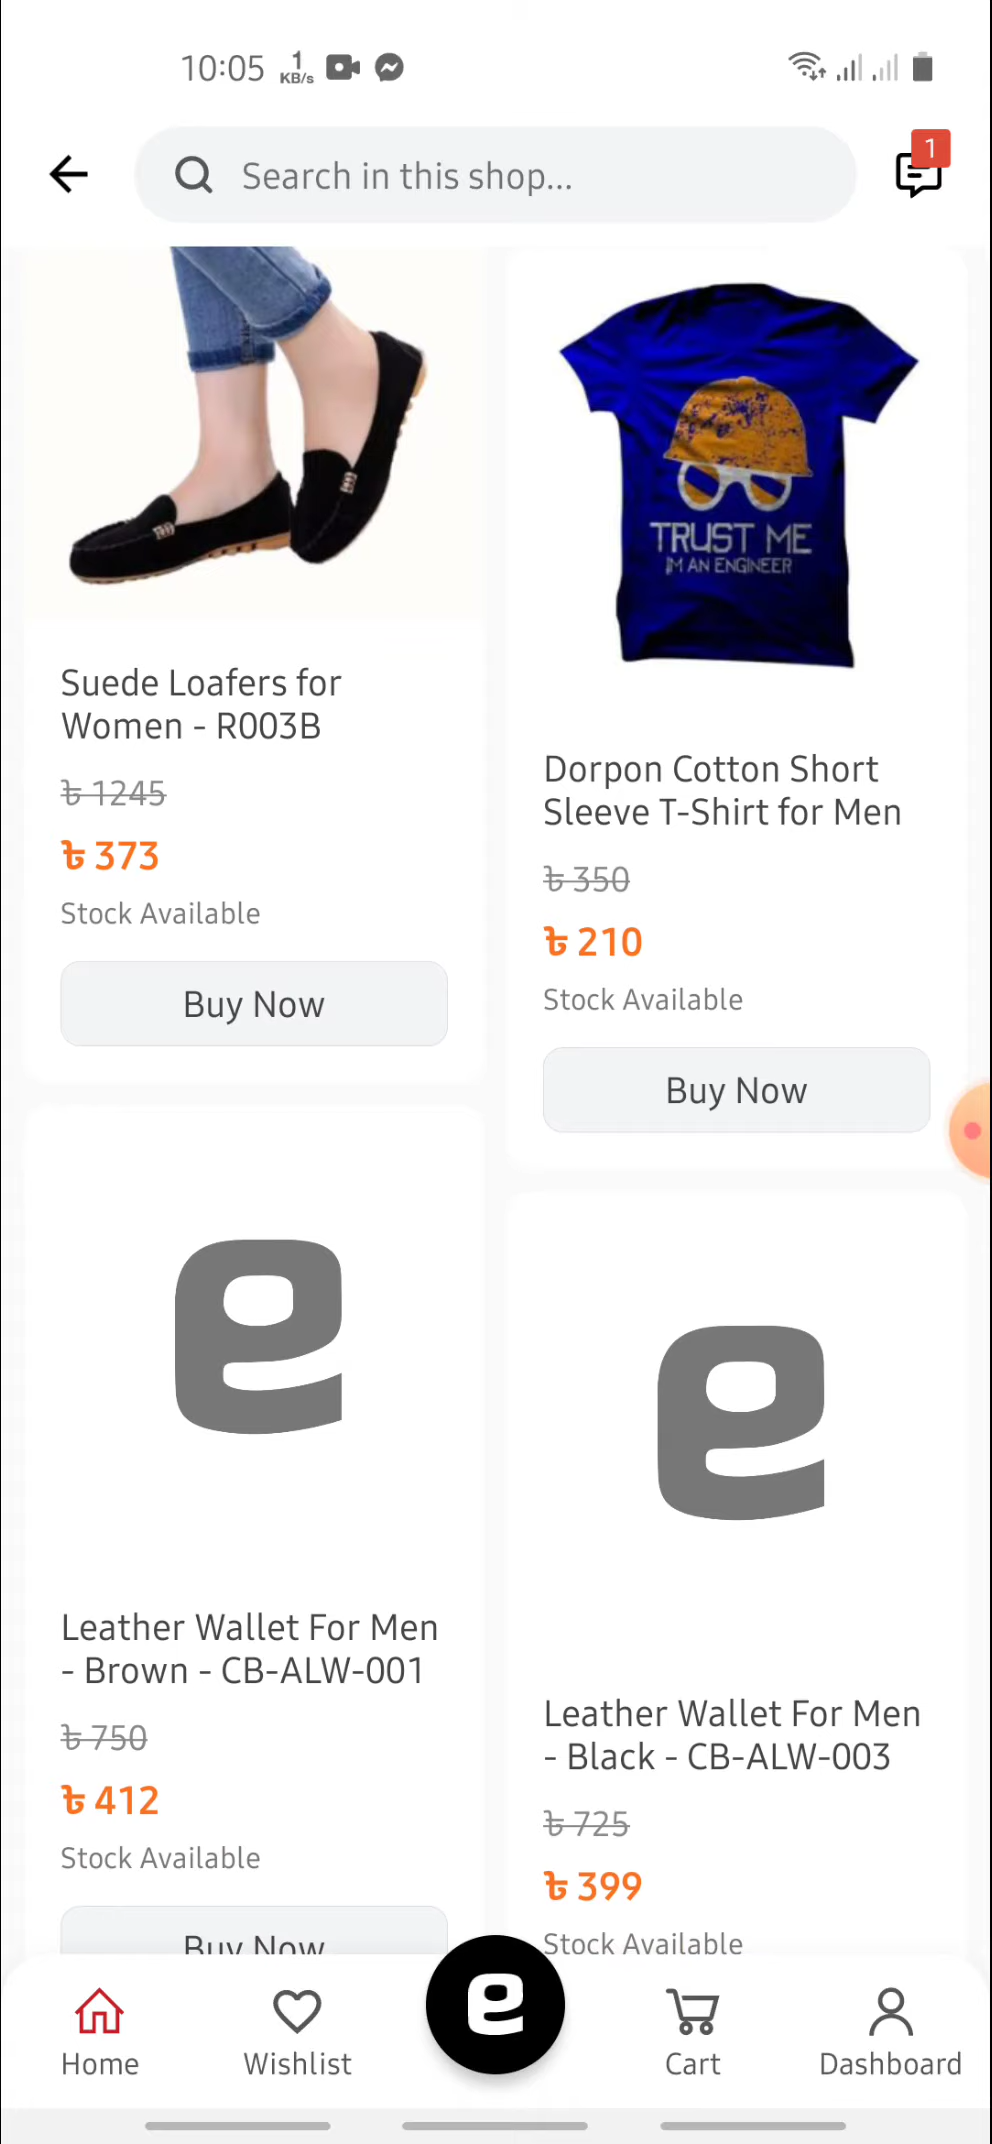 10:05
1
KB/s
1
Search in this shop...
TRUST ME
I'M AN ENGINEER
Suede Loafers for
Women - R003B
৳ 1245
৳ 373
Stock Available
Buy Now
Dorpon Cotton Short
Sleeve T-Shirt for Men
৳ 350
৳ 210
Stock Available
Buy Now
e
Leather Wallet For Men
- Brown - CB-ALW-001
৳ 750
৳ 412
Stock Available
Buy Now
e
Leather Wallet For Men
- Black - CB-ALW-003
৳ 725
৳ 399
Stock Available
Home
Wishlist
e
Cart
Dashboard